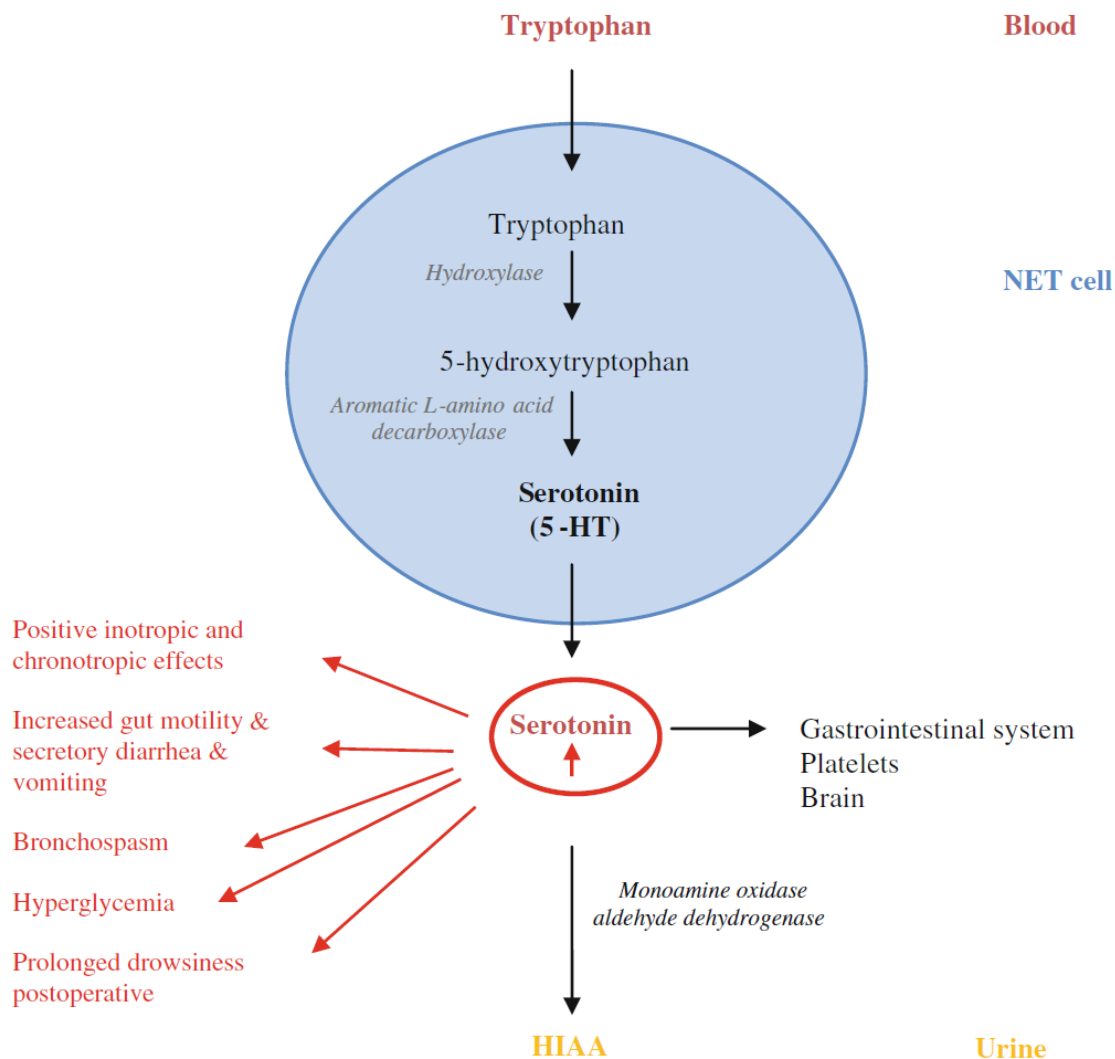 Tryptophan
Blood
Tryptophan
Hydroxylase
NET cell
5-hydroxytryptophan
Aromatic L-amino acid
decarboxylase
Serotonin
(5-HT)
Positive inotropic and
chronotropic effects
Increased gut motility &
secretory diarrhea &
vomiting
Bronchospasm
Hyperglycemia
Prolonged drowsiness
postoperative
Serotonin
Gastrointestinal system
Platelets
Brain
Monoamine oxidase
aldehyde dehydrogenase
HIAA
Urine